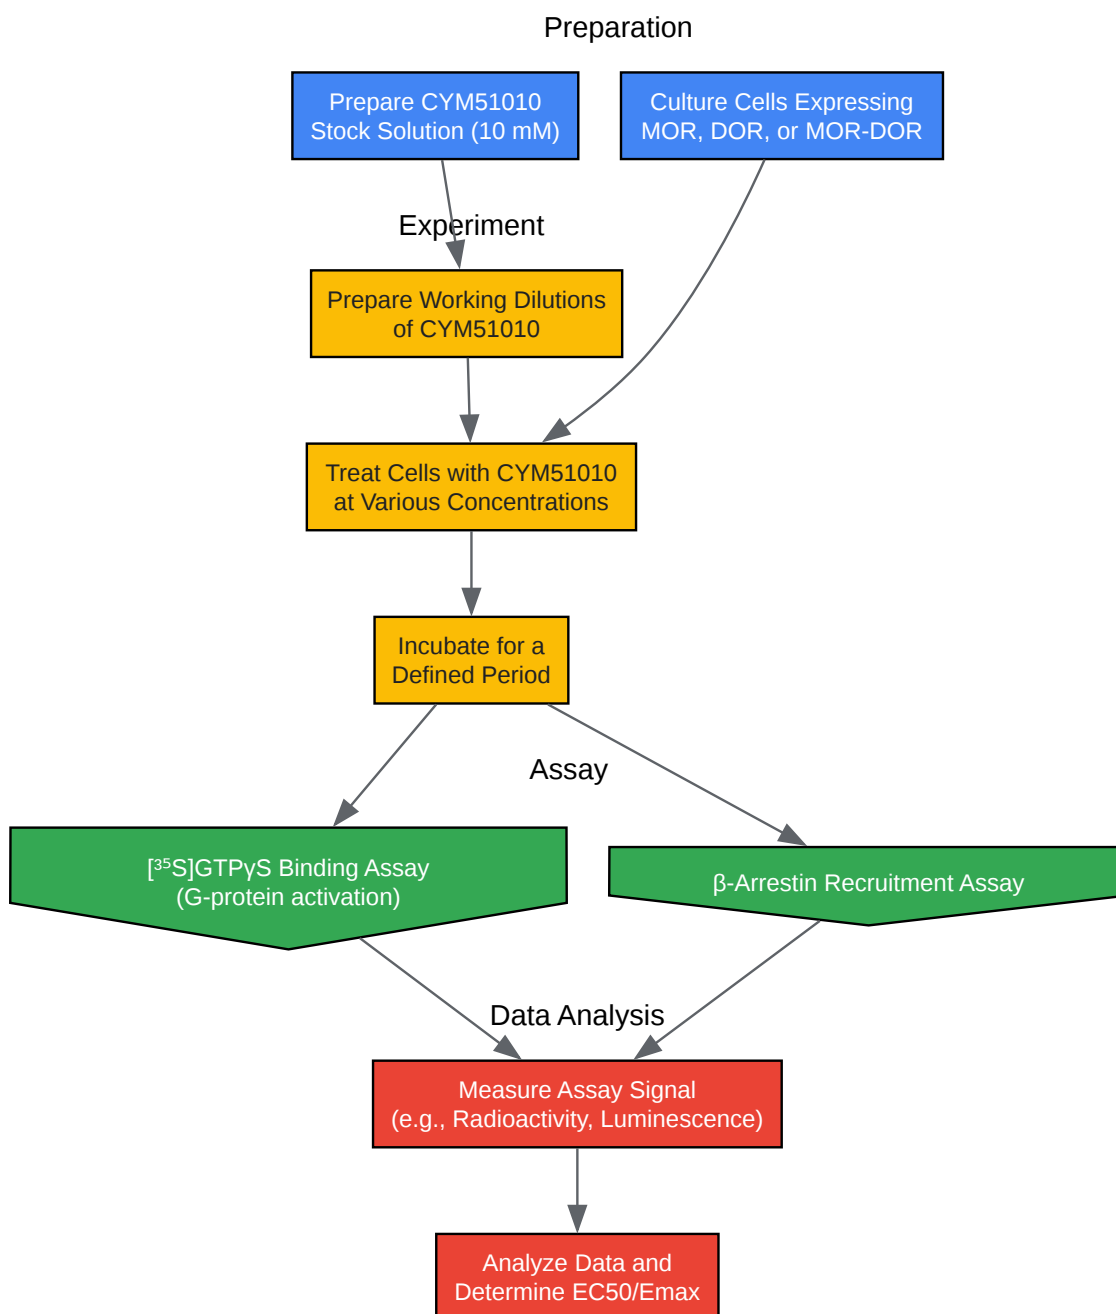 Preparation
Prepare CYM51010
Stock Solution (10 mM)
Culture Cells Expressing
MOR, DOR, or MOR-DOR
Experiment
Prepare Working Dilutions
of CYM51010
Treat Cells with CYM51010
at Various Concentrations
Incubate for a
Defined Period
Assay
[³⁵S]GTPγS Binding Assay
(G-protein activation)
β-Arrestin Recruitment Assay
Data Analysis
Measure Assay Signal
(e.g., Radioactivity, Luminescence)
Analyze Data and
Determine EC50/Emax